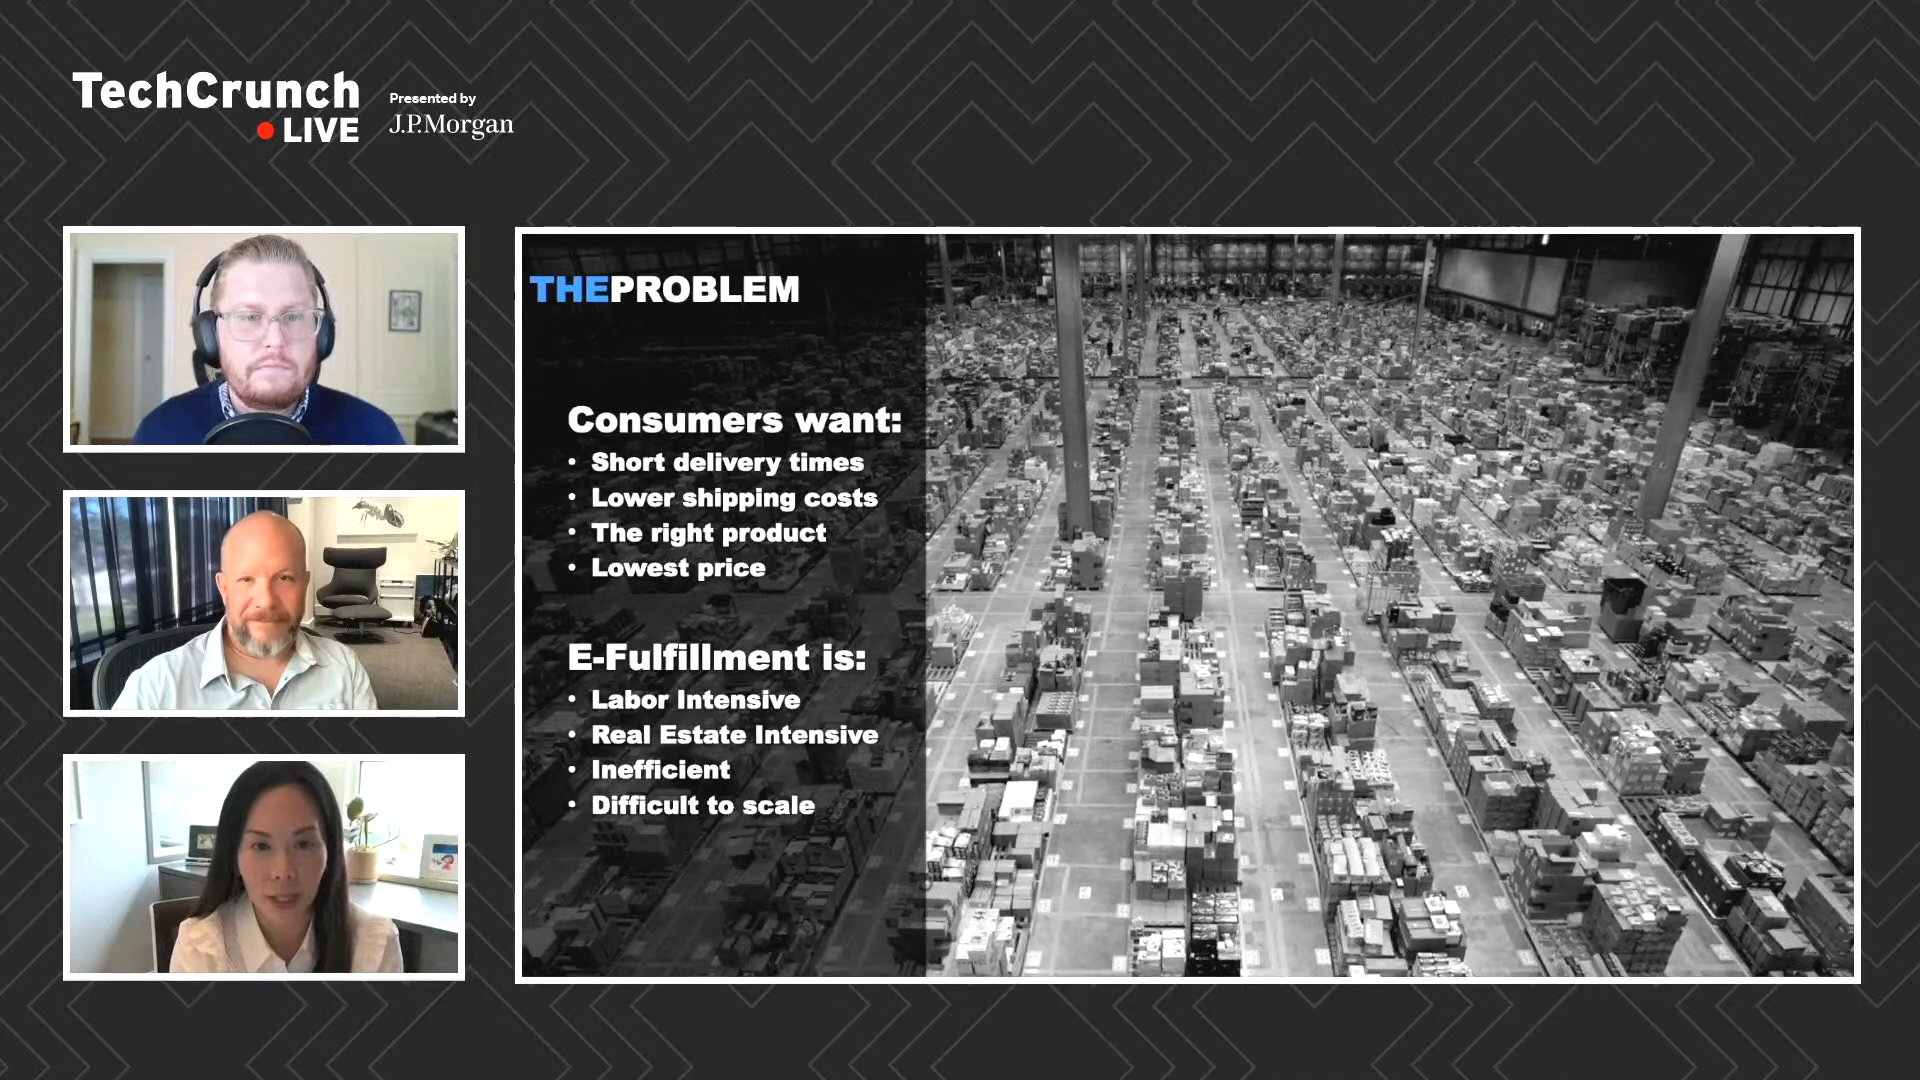 TechCrunch
LIVE
Presented by
J.P.Morgan
THEPROBLEM
Consumers want:
• Short delivery times
• Lower shipping costs
• The right product
• Lowest price
E-Fulfillment is:
• Labor Intensive
• Real Estate Intensive
• Inefficient
• Difficult to scale